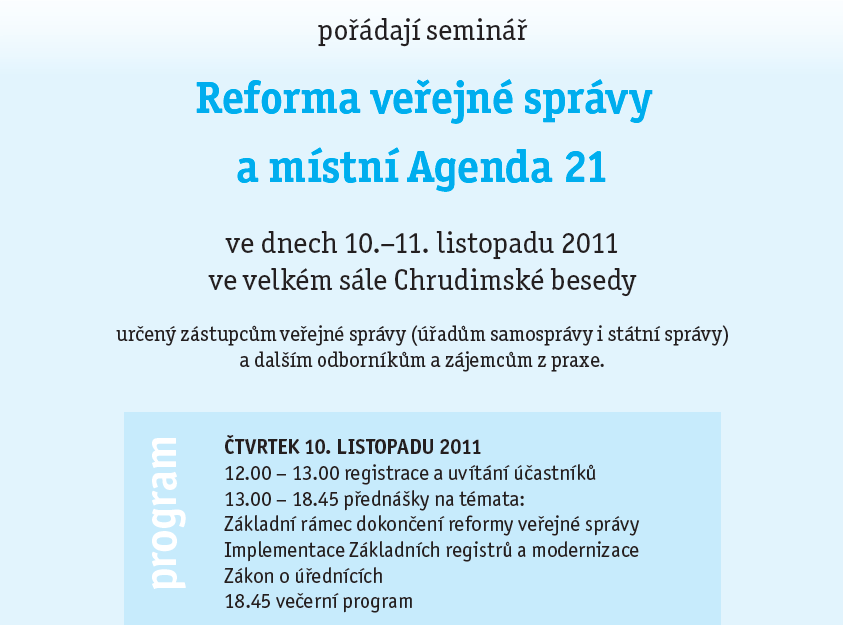 pořádají seminář
Reforma veřejné správy
a místní Agenda 21
ve dnech 10.–11. listopadu 2011
ve velkém sále Chrudimské besedy
určený zástupcům veřejné správy (úřadům samosprávy i státní správy)
a dalším odborníkům a zájemcům z praxe.
program
ČTVRTEK 10. LISTOPADU 2011
12.00 – 13.00 registrace a uvítání účastníků
13.00 – 18.45 přednášky na témata:
Základní rámec dokončení reformy veřejné správy
Implementace Základních registrů a modernizace
Zákon o úřednících
18.45 večerní program